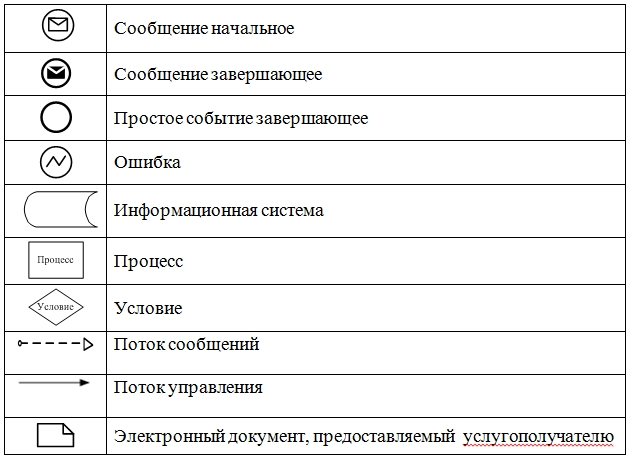 Сообщение начальное
Сообщение завершающее
Простое событие завершающее
Ошибка
Информационная система
Процесс
Процесс
Условие
Условие
Поток сообщений
Поток управления
Электронный документ, предоставляемый услугополучателю